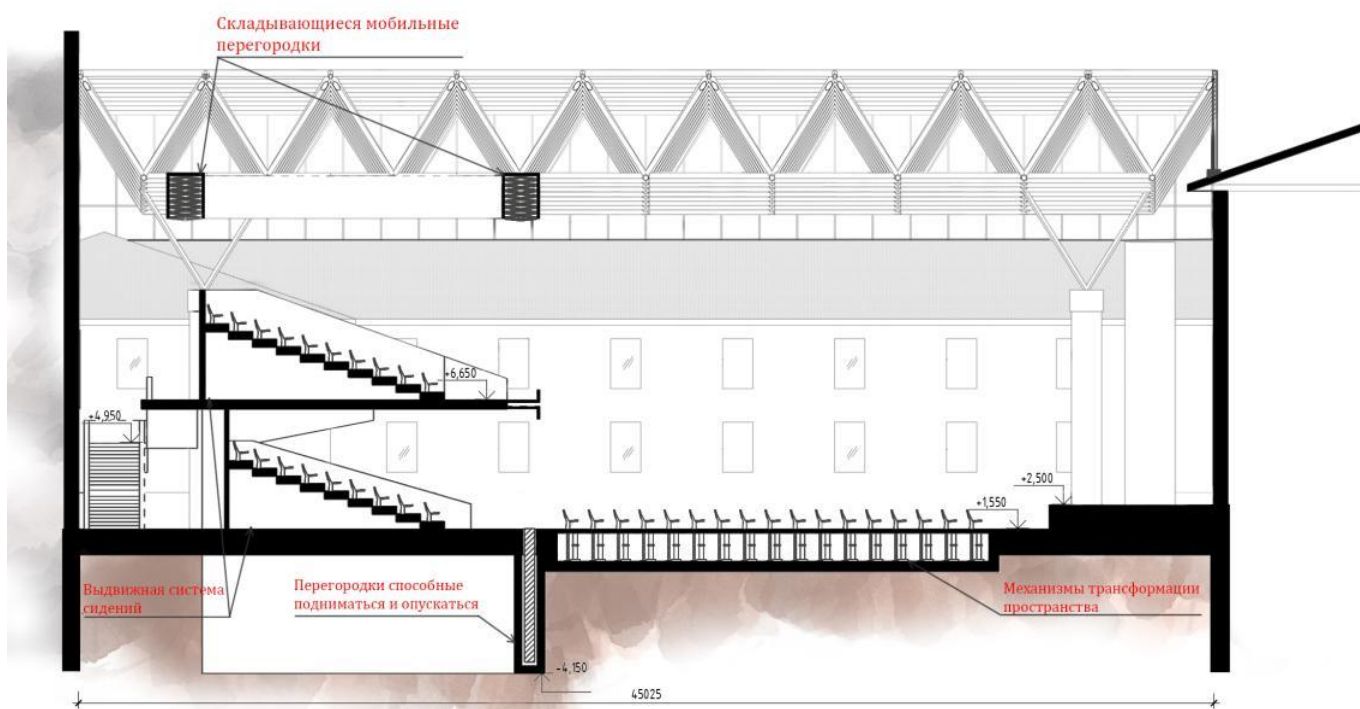 Складывающиеся мобильные
перегородки
+6,650
+4,950
+2,500
+1,550
Выдвижная система
сидений
Перегородки способные
подниматься и опускаться
Механизмы трансформации
пространства
-4,150
45025